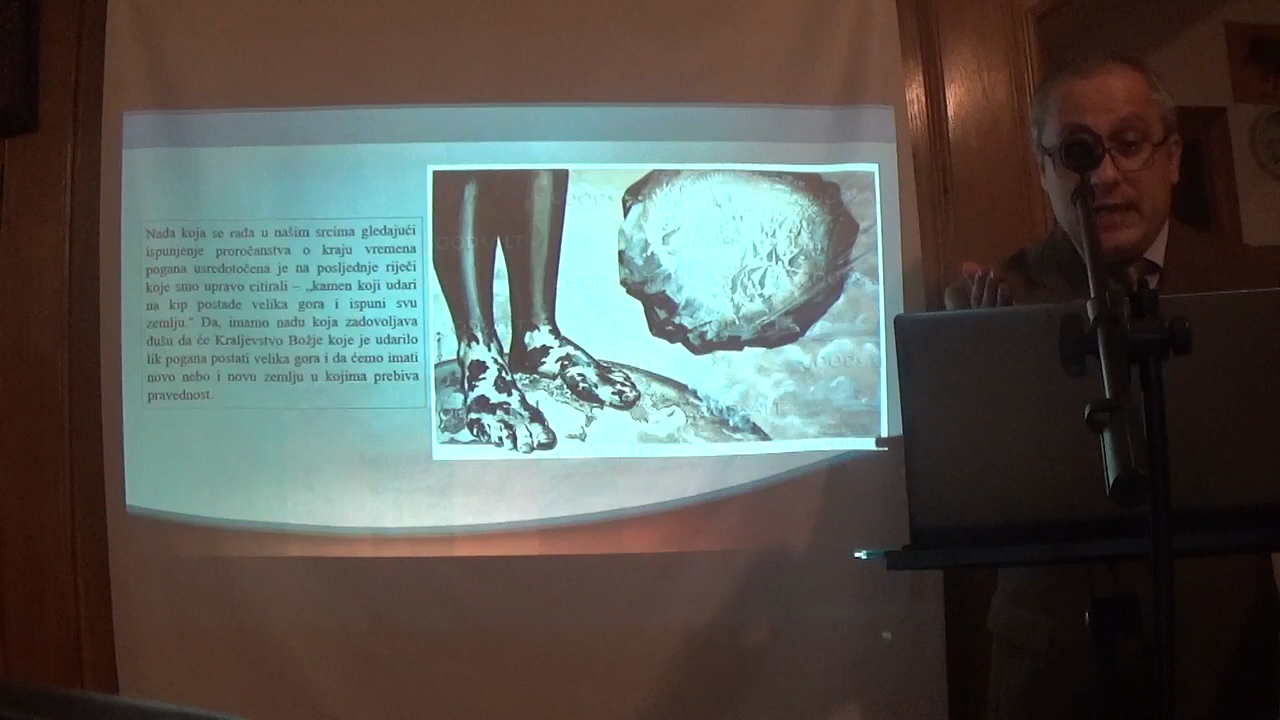 Nada koja se rađa u našim srcima gledajući
ispunjenje proročanstva o kraju vremena
pogana usredotočena je na posljednje riječi
koje smo upravo citirali – „kamen koji udari
na kip postade velika gora i ispuni svu
zemlju.” Da, imamo nadu koja zadovoljava
dušu da će Kraljevstvo Božje koje je udarilo
lik pogana postati velika gora i da ćemo imati
novo nebo i novu zemlju u kojima prebiva
pravednost.